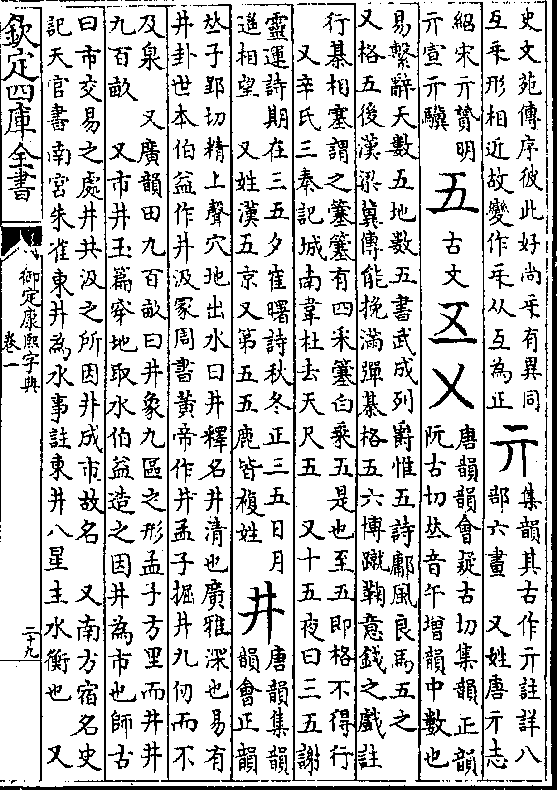 史文苑傳序彼此好尚㸦有異同
互㸦形相近故變作㸦从互為正
亓
集韻其古作亓註詳八
部六畫 又姓唐亓志
紹宋亓贇明
亓宣亓驥
五 古文 𠄡 㐅
唐韻韻會疑古切集韻正韻
阮古切𠀤音午增韻中數也
易繫辭天數五地數五書武成列爵惟五詩鄘風良馬五之
又格五後漢梁冀傳能挽滿彈棊格五六博蹴鞠意錢之戲註
行棊相塞謂之簺簺有四采簺白乘五是也至五即格不得行
又辛氏三秦記城南韋杜去天尺五 又十五夜曰三五謝
靈運詩期在三五夕崔曙詩秋冬正三五日月
遥相望 又姓漢五京又第五五鹿皆複姓
井
唐韻集韻
韻會正韻
𠀤子郢切精上聲穴地出水曰井釋名井清也廣雅深也易有
井卦世本伯益作井汲冢周書黄帝作井孟子掘井九仞而不
及泉 又廣韻田九百畝曰井象九區之形孟子方里而井井
九百畝 又市井玉篇穿地取水伯益造之因井為市也師古
曰市交易之處井共汲之所因井成市故名 又南方宿名史
記天官書南宮朱雀東井為水事註東井八星主水衡也 又
欽定四庫全書
御定康熙字典
卷一
二十九